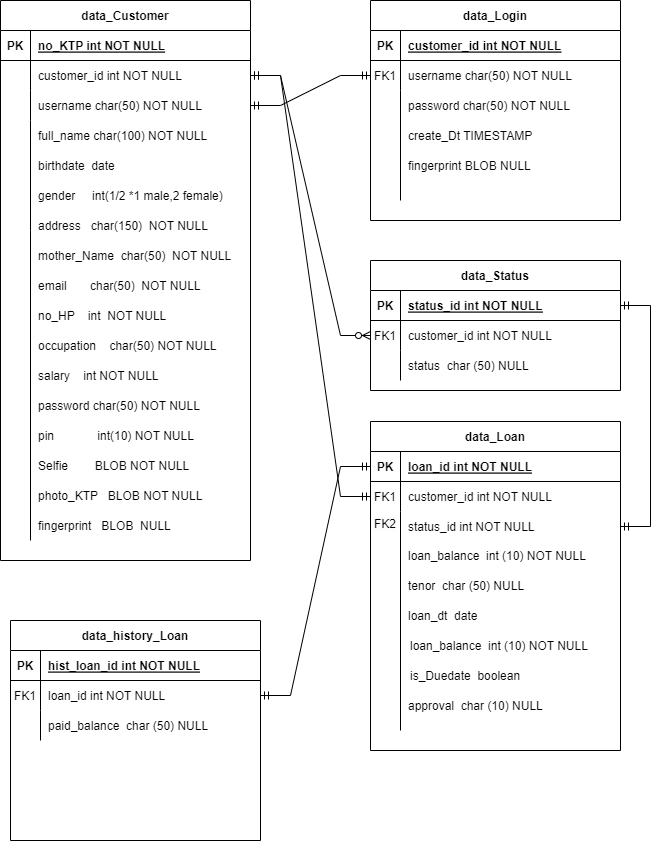 data_Customer
PK no_KTP int NOT NULL
customer_id int NOT NULL
username char(50) NOT NULL
full_name char(100) NOT NULL
birthdate date
gender int(1/2 *1 male,2 female)
address char(150) NOT NULL
mother_Name char(50) NOT NULL
email char(50) NOT NULL
no_HP int NOT NULL
occupation char(50) NOT NULL
salary int NOT NULL
password char(50) NOT NULL
pin int(10) NOT NULL
Selfie BLOB NOT NULL
photo_KTP BLOB NOT NULL
fingerprint BLOB NULL
data_Login
PK customer_id int NOT NULL
FK1 username char(50) NOT NULL
password char(50) NOT NULL
create_Dt TIMESTAMP
fingerprint BLOB NULL
data_Status
PK status_id int NOT NULL
FK1 customer_id int NOT NULL
status char (50) NULL
data_Loan
PK loan_id int NOT NULL
FK1 customer_id int NOT NULL
FK2 status_id int NOT NULL
loan_balance int (10) NOT NULL
tenor char (50) NULL
loan_dt date
loan_balance int (10) NOT NULL
is_Duedate boolean
approval char (10) NULL
data_history_Loan
PK hist_loan_id int NOT NULL
FK1 loan_id int NOT NULL
paid_balance char (50) NULL